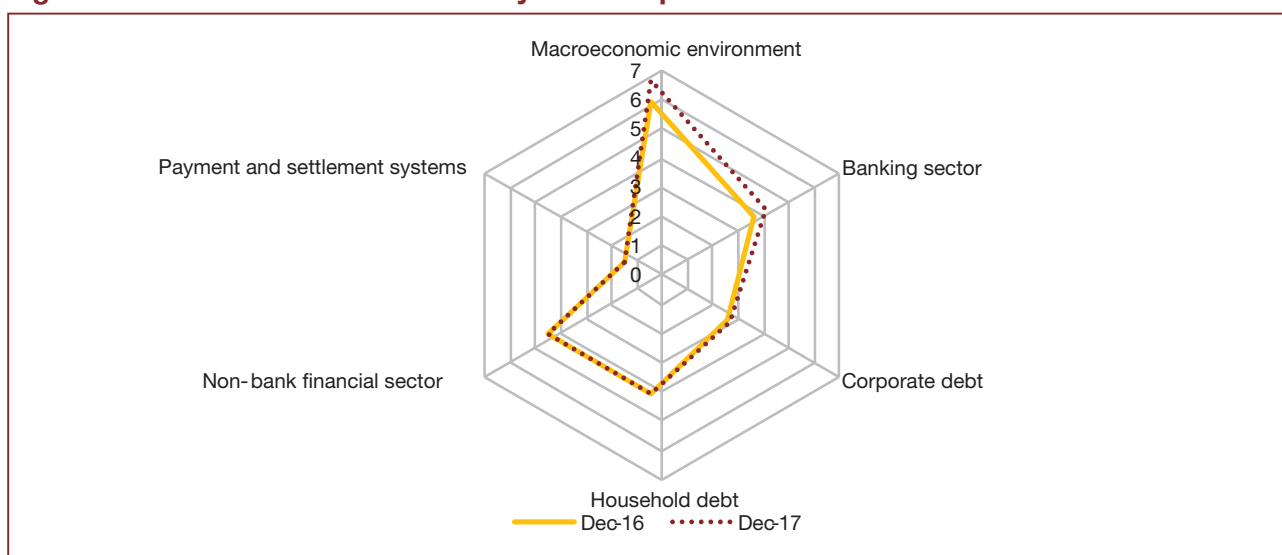 Macroeconomic environment
7
6
5
4
3
2
1
0
Payment and settlement systems
Banking sector
Non-bank financial sector
Corporate debt
Household debt
Dec-16 Dec-17